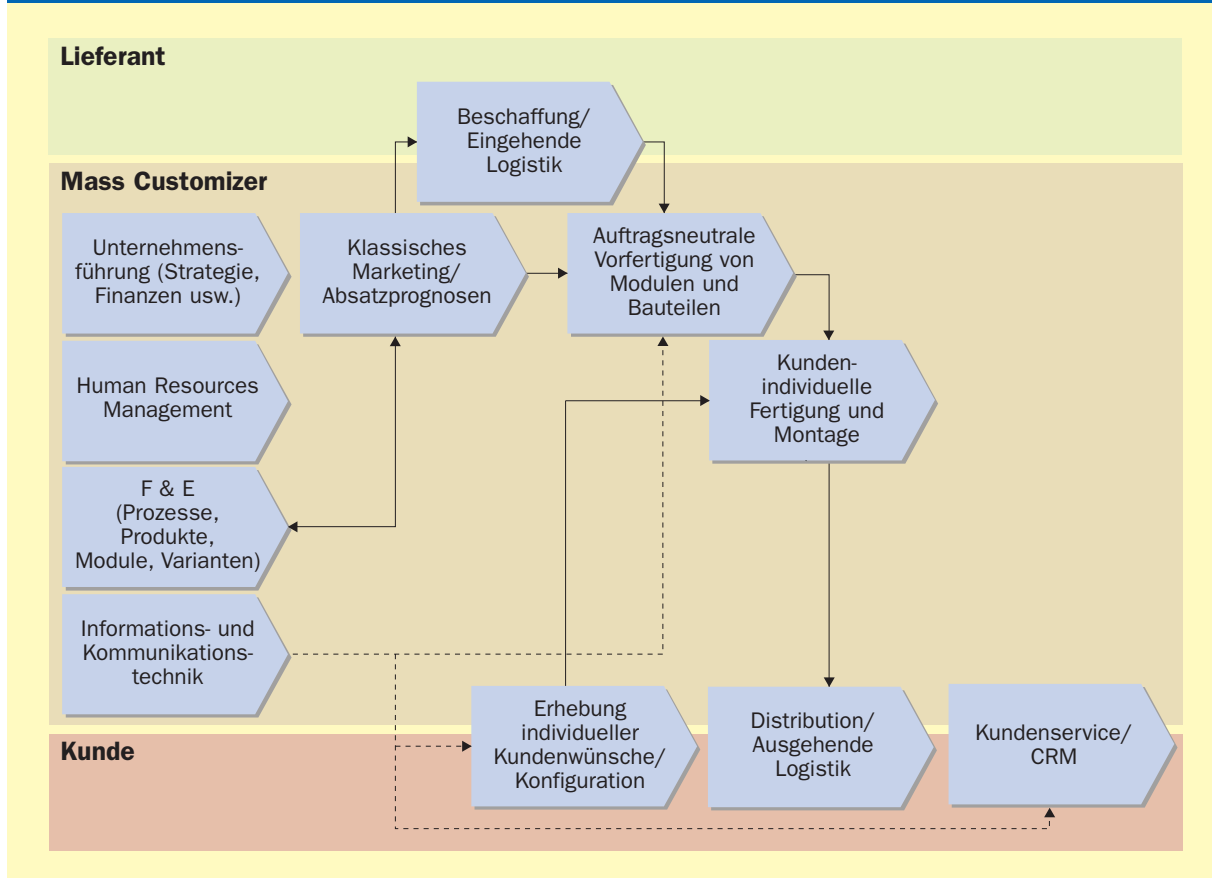 Lieferant
Beschaffung/
Eingehende
Logistik
Mass Customizer
Unternehmens-
führung (Strategie,
Finanzen usw.)
Klassisches
Marketing/
Absatzprognosen
Auftragsneutrale
Vorfertigung von
Modulen und
Bauteilen
Human Resources
Management
Kunden-
individuelle
Fertigung und
Montage
F & E
(Prozesse,
Produkte,
Module, Varianten)
Informations- und
Kommunikations-
technik
Erhebung
individueller
Kundenwünsche/
Konfiguration
Distribution/
Ausgehende
Logistik
Kundenservice/
CRM
Kunde